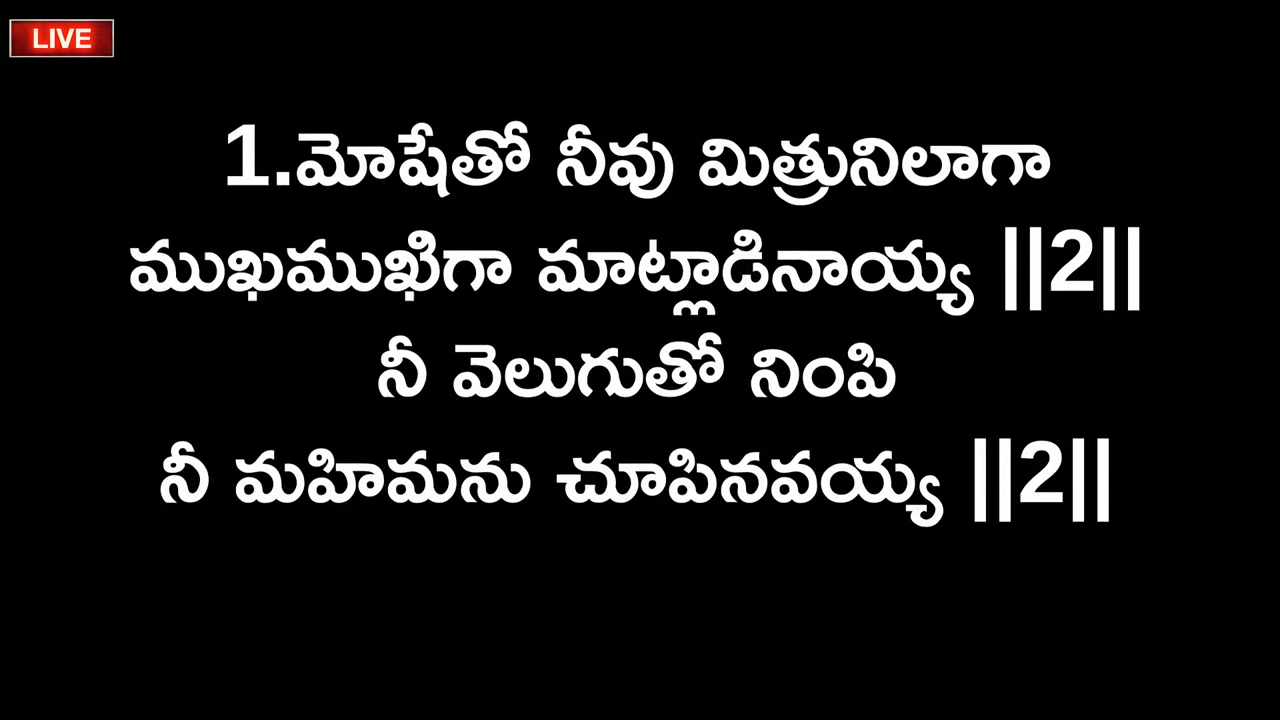 LIVE
1.మోషేతో నీవు మిత్రునిలాగా
ముఖముఖిగా మాట్లాడినాయ్య ||2||
నీ వెలుగుతో నింపి
నీ మహిమను చూపినవయ్య ||2||